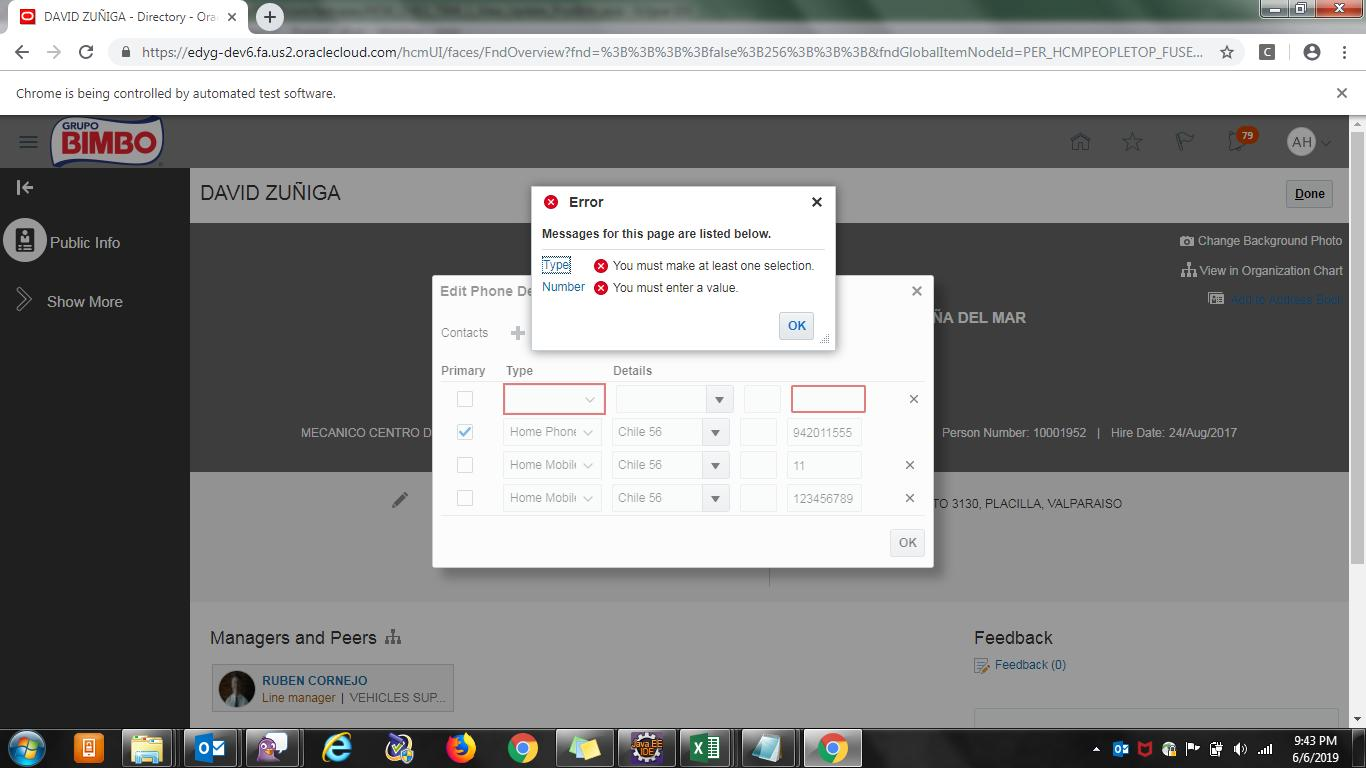 DAVID ZUÑIGA - Directory - Ora
https://edyg-dev6.fa.us2.oraclecloud.com/hcmUI/faces/FndOverview?fnd=%3B%3B%3B%3Bfalse%3B256%3B%3B%3B&fndGlobalItemNodeId=PER_HCMPEOPLETOP_FUSE...
C
Chrome is being controlled by automated test software.
GRUPO
BIMBO
79
AH
DAVID ZUÑIGA
Done
Public Info
Show More
Change Background Photo
View in Organization Chart
Add to Address Book
ÑA DEL MAR
Error
Messages for this page are listed below.
Type You must make at least one selection.
Number You must enter a value.
OK
Edit Phone De
Contacts
Primary Type Details
Home Phone Chile 56 942011555
Home Mobil Chile 56 11
Home Mobil Chile 56 123456789
OK
MECANICO CENTRO D
Person Number: 10001952 | Hire Date: 24/Aug/2017
TO 3130, PLACILLA, VALPARAISO
Managers and Peers
RUBEN CORNEJO
Line manager | VEHICLES SUP...
Feedback
Feedback (0)
Java EE
IDE
9:43 PM
6/6/2019